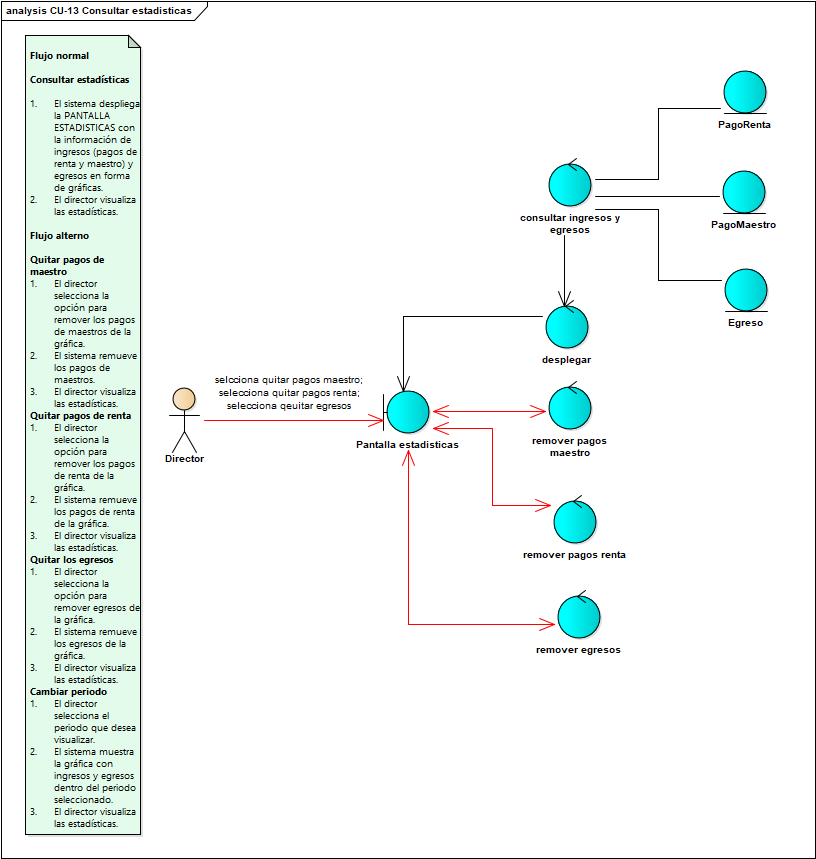 analysis CU-13 Consultar estadisticas
Flujo normal
Consultar estadísticas
1. El sistema despliega
la PANTALLA
ESTADISTICAS con
la información de
ingresos (pagos de
renta y maestro) y
egresos en forma
de gráficas.
2. El director visualiza
las estadísticas.
Flujo alterno
Quitar pagos de
maestro
1. El director
selecciona la
opción para
remover los pagos
de maestros de la
gráfica.
2. El sistema remueve
los pagos de
maestros.
3. El director visualiza
las estadísticas.
Quitar pagos de renta
1. El director
selecciona la
opción para
remover los pagos
de renta de la
gráfica.
2. El sistema remueve
los pagos de renta
de la gráfica.
3. El director visualiza
las estadísticas.
Quitar los egresos
1. El director
selecciona la
opción para
remover egresos de
la gráfica.
2. El sistema remueve
los egresos de la
gráfica.
3. El director visualiza
las estadísticas.
Cambiar periodo
1. El director
selecciona el
periodo que desea
visualizar.
2. El sistema muestra
la gráfica con
ingresos y egresos
dentro del periodo
seleccionado.
3. El director visualiza
las estadísticas.
Director
selcciona quitar pagos maestro;
selecciona quitar pagos renta;
selecciona qeuitar egresos
Pantalla estadisticas
consultar ingresos y
egresos
desplegar
remover pagos
maestro
remover pagos renta
remover egresos
PagoRenta
PagoMaestro
Egreso